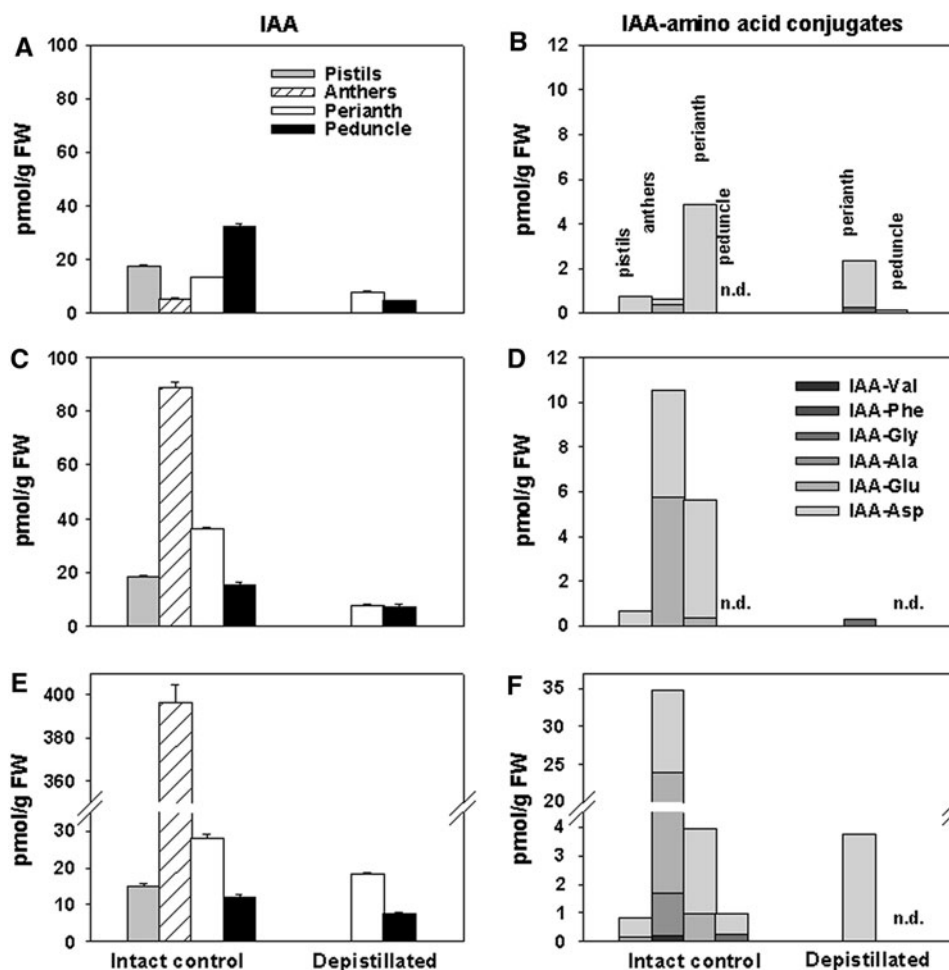 IAA
IAA-amino acid conjugates
A
pmol/g FW
100
80
60
40
20
0
Pistils
Anthers
Perianth
Peduncle
B
pmol/g FW
12
10
8
6
4
2
0
pistils
anthers
perianth
peduncle
n.d.
perianth
peduncle
C
pmol/g FW
100
80
60
40
20
0
D
pmol/g FW
12
10
8
6
4
2
0
n.d.
n.d.
IAA-Val
IAA-Phe
IAA-Gly
IAA-Ala
IAA-Glu
IAA-Asp
E
pmol/g FW
400
380
360
30
20
10
0
Intact control
Depistillated
F
pmol/g FW
35
30
25
20
4
3
2
1
0
n.d.
Intact control
Depistillated